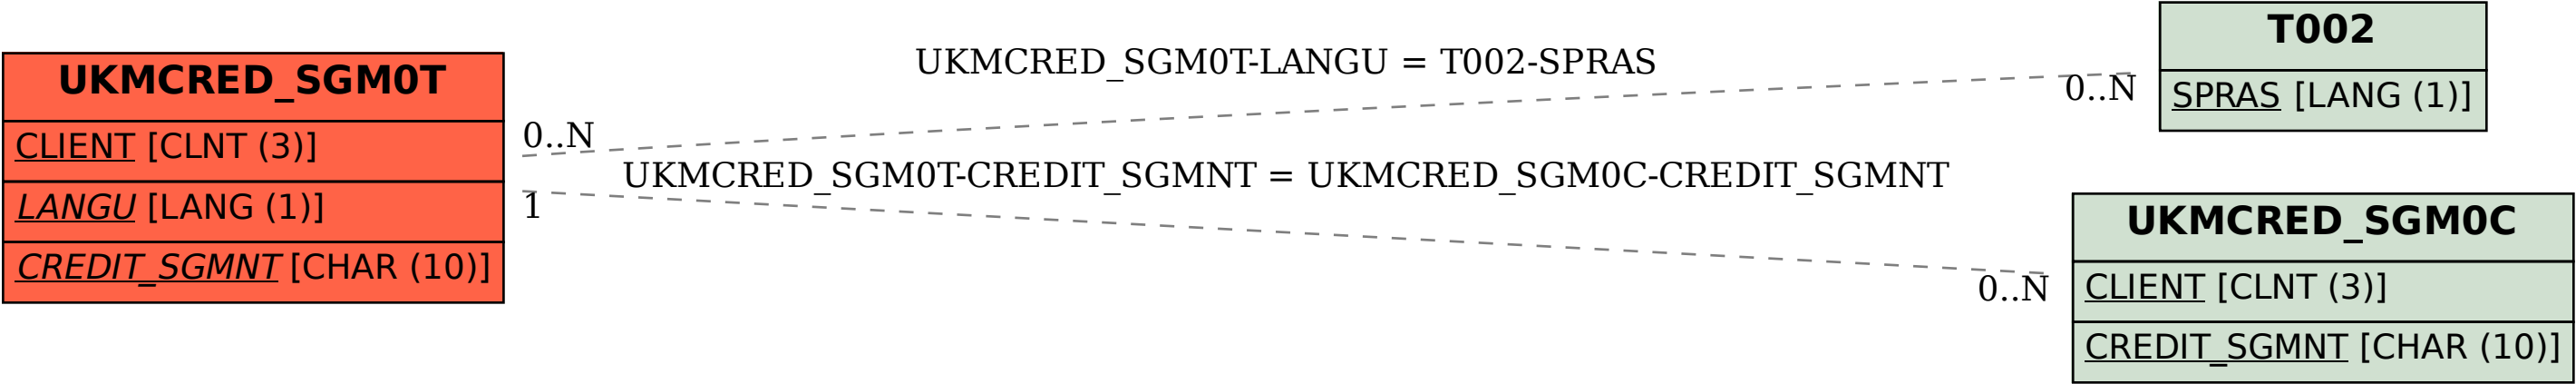 UKMCRED_SGM0T
CLIENT [CLNT (3)]
LANGU [LANG (1)]
CREDIT_SGMNT [CHAR (10)]
UKMCRED_SGM0T-LANGU = T002-SPRAS
0..N
0..N
UKMCRED_SGM0T-CREDIT_SGMNT = UKMCRED_SGM0C-CREDIT_SGMNT
1
0..N
T002
SPRAS [LANG (1)]
UKMCRED_SGM0C
CLIENT [CLNT (3)]
CREDIT_SGMNT [CHAR (10)]